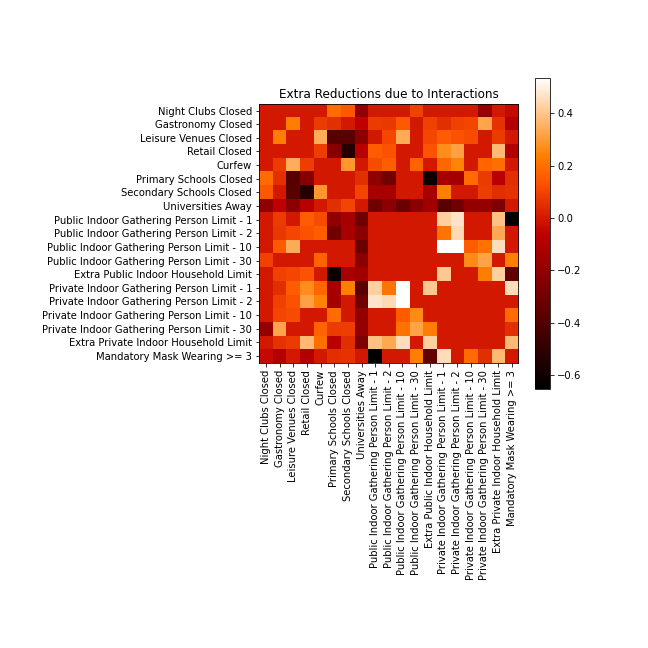 Extra Reductions due to Interactions
Night Clubs Closed
Gastronomy Closed
Leisure Venues Closed
Retail Closed
Curfew
Primary Schools Closed
Secondary Schools Closed
Universities Away
Public Indoor Gathering Person Limit - 1
Public Indoor Gathering Person Limit - 2
Public Indoor Gathering Person Limit - 10
Public Indoor Gathering Person Limit - 30
Extra Public Indoor Household Limit
Private Indoor Gathering Person Limit - 1
Private Indoor Gathering Person Limit - 2
Private Indoor Gathering Person Limit - 10
Private Indoor Gathering Person Limit - 30
Extra Private Indoor Household Limit
Mandatory Mask Wearing >= 3
Night Clubs Closed
Gastronomy Closed
Leisure Venues Closed
Retail Closed
Curfew
Primary Schools Closed
Secondary Schools Closed
Universities Away
Public Indoor Gathering Person Limit - 1
Public Indoor Gathering Person Limit - 2
Public Indoor Gathering Person Limit - 10
Public Indoor Gathering Person Limit - 30
Extra Public Indoor Household Limit
Private Indoor Gathering Person Limit - 1
Private Indoor Gathering Person Limit - 2
Private Indoor Gathering Person Limit - 10
Private Indoor Gathering Person Limit - 30
Extra Private Indoor Household Limit
Mandatory Mask Wearing >= 3
0.4
0.2
0.0
−0.2
−0.4
−0.6